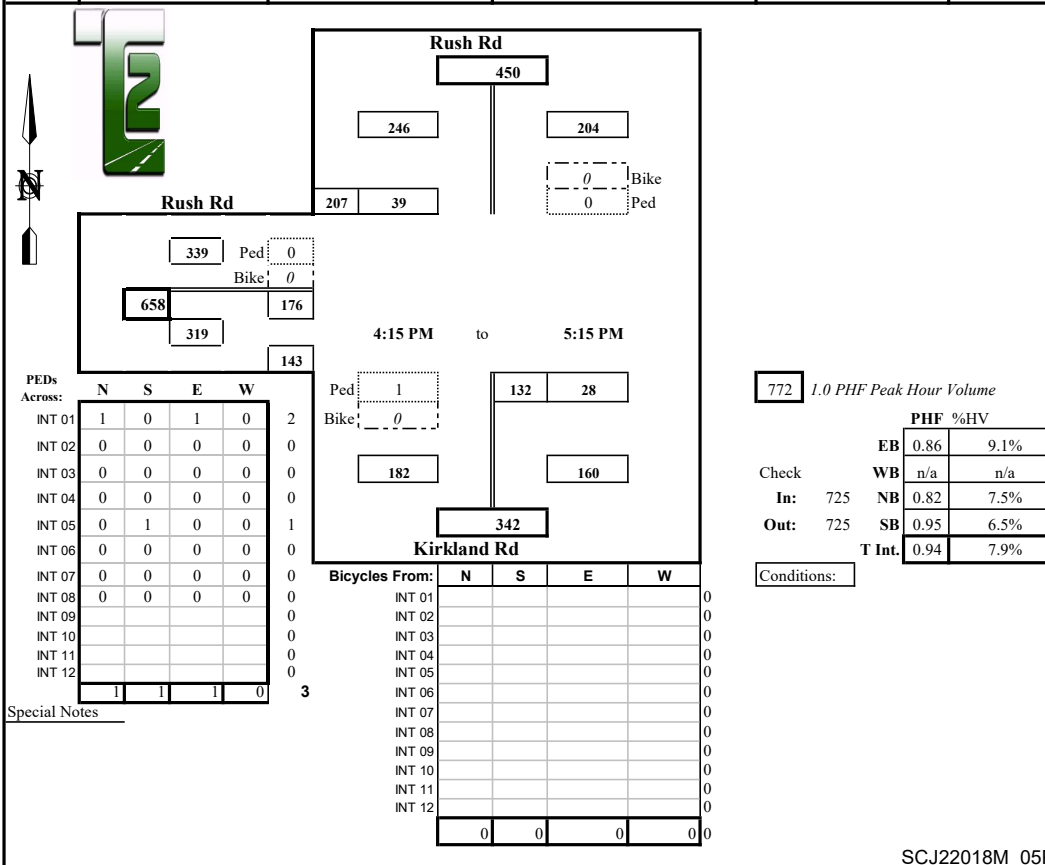 T2
N
Rush Rd
450
246 204
0 Bike
0 Ped
207 39
Rush Rd
339 Ped 0
Bike 0
658 176
319
4:15 PM to 5:15 PM
143
PEDs
Across: N S E W
INT 01 1 0 1 0 2
INT 02 0 0 0 0 0
INT 03 0 0 0 0 0
INT 04 0 0 0 0 0
INT 05 0 1 0 0 1
INT 06 0 0 0 0 0
INT 07 0 0 0 0 0
INT 08 0 0 0 0 0
INT 09 0
INT 10 0
INT 11 0
INT 12 0
1 1 1 0 3
Special Notes
Ped 1
Bike 0
132 28
182 160
342
Kirkland Rd
Bicycles From: N S E W
INT 01 0
INT 02 0
INT 03 0
INT 04 0
INT 05 0
INT 06 0
INT 07 0
INT 08 0
INT 09 0
INT 10 0
INT 11 0
INT 12 0
0 0 0 0 0
772 1.0 PHF Peak Hour Volume
PHF %HV
EB 0.86 9.1%
Check WB n/a n/a
In: 725 NB 0.82 7.5%
Out: 725 SB 0.95 6.5%
T Int. 0.94 7.9%
Conditions: